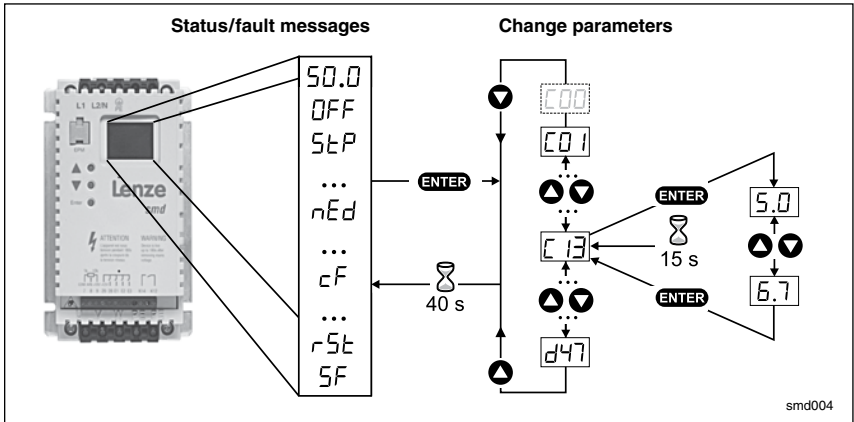 Status/fault messages
Change parameters
L1 L2/N
Enter
Lenze
smd
ATTENTION
WARNING
50.0
OFF
StP
...
nEd
...
cF
...
rSt
SF
ENTER
40 s
C00
C01
...
...
C13
...
...
d47
ENTER
15 s
ENTER
5.0
6.7
smd004